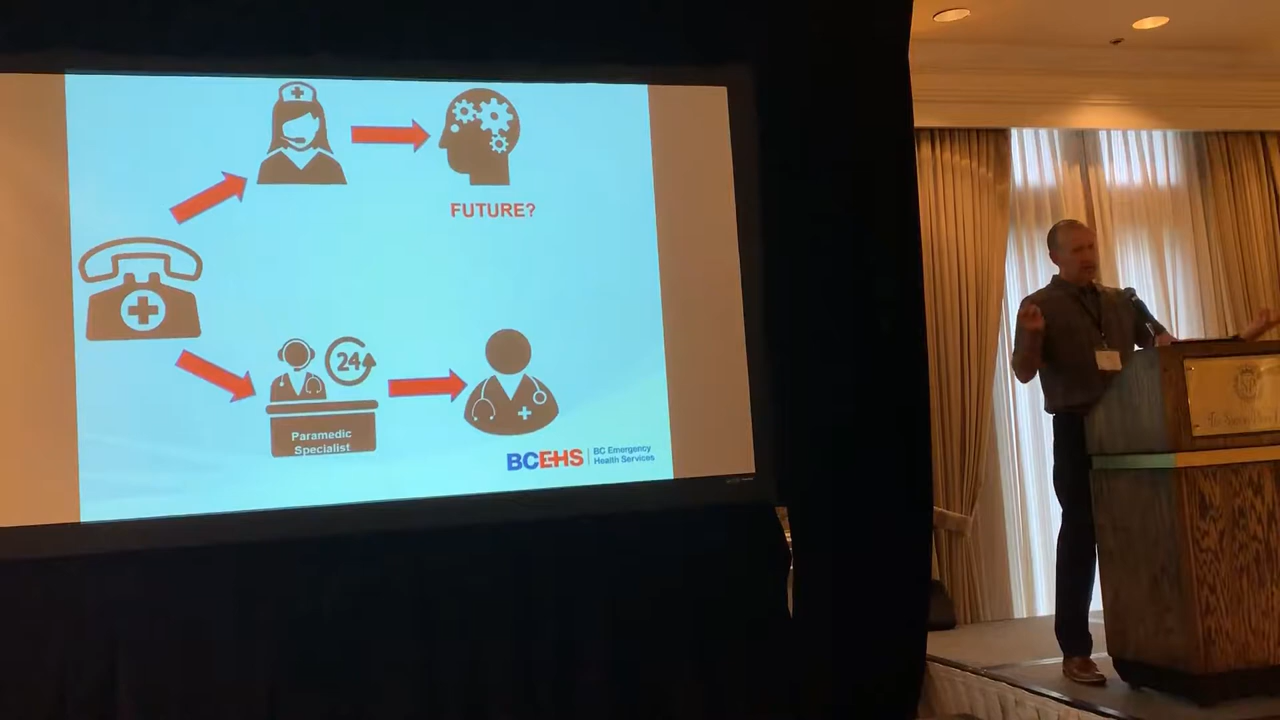 FUTURE?
24
Paramedic
Specialist
BCEHS
BC Emergency
Health Services